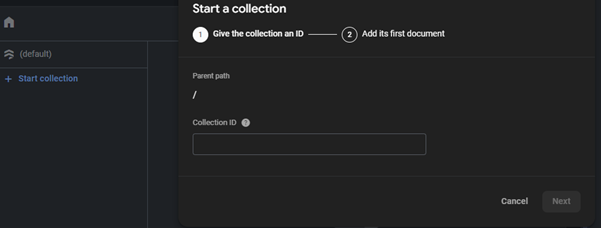 Start a collection
1 Give the collection an ID
2 Add its first document
(default)
+ Start collection
Parent path
/
Collection ID ?
Cancel
Next